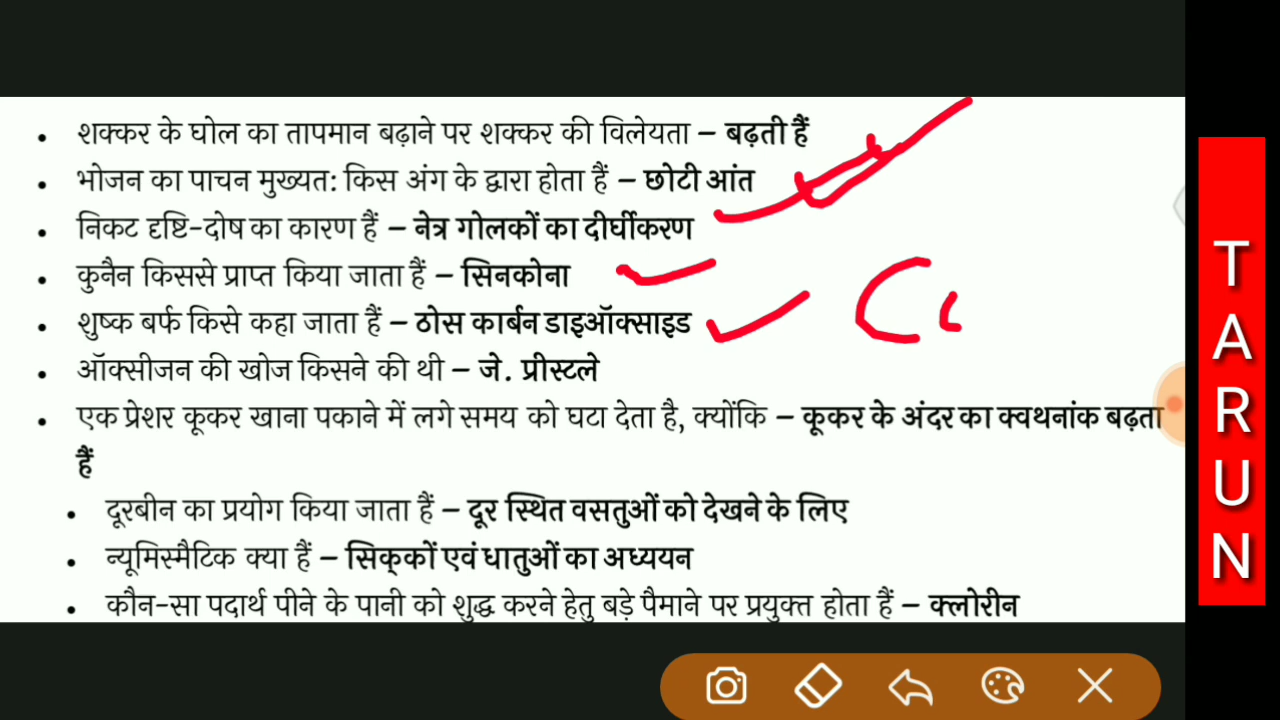 • शक्कर के घोल का तापमान बढ़ाने पर शक्कर की विलेयता – बढ़ती हैं
• भोजन का पाचन मुख्यत: किस अंग के द्वारा होता हैं – छोटी आंत
• निकट दृष्टि-दोष का कारण हैं – नेत्र गोलकों का दीर्घीकरण
• कुनैन किससे प्राप्त किया जाता हैं – सिनकोना
• शुष्क बर्फ किसे कहा जाता हैं – ठोस कार्बन डाइऑक्साइड
• ऑक्सीजन की खोज किसने की थी – जे. प्रीस्टले
• एक प्रेशर कूकर खाना पकाने में लगे समय को घटा देता है, क्योंकि – कूकर के अंदर का क्वथनांक बढ़ता
हैं
• दूरबीन का प्रयोग किया जाता हैं – दूर स्थित वसतुओं को देखने के लिए
• न्यूमिस्मैटिक क्या हैं – सिक्‌कों एवं धातुओं का अध्ययन
• कौन-सा पदार्थ पीने के पानी को शुद्ध करने हेतु बड़े पैमाने पर प्रयुक्त होता हैं – क्लोरीन
TARUN